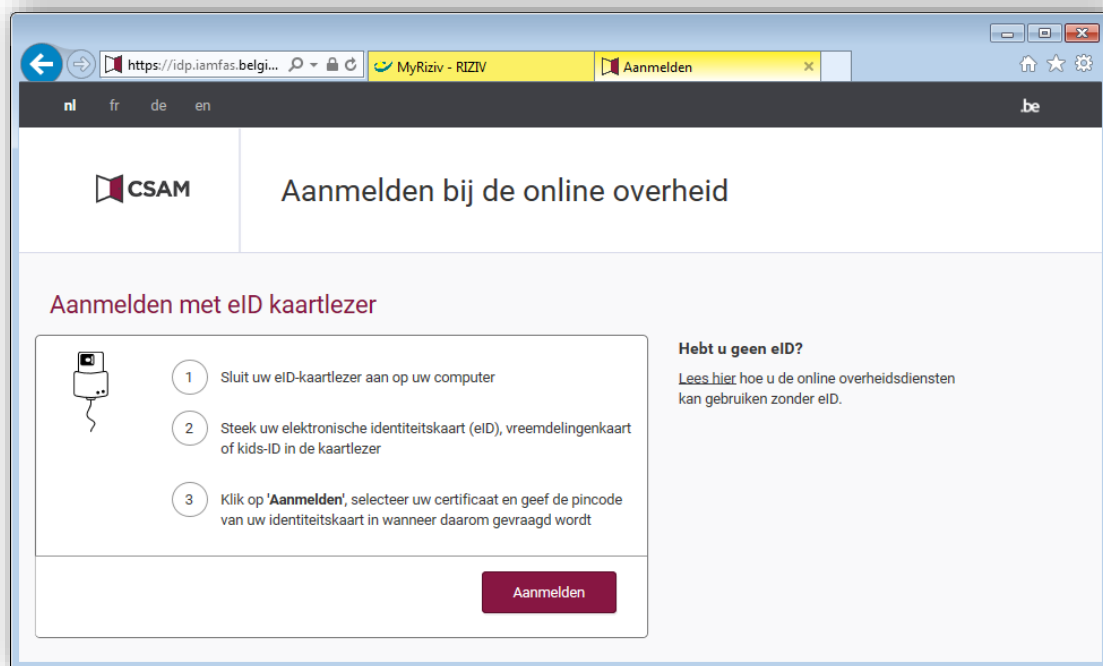 https://idp.iamfas.belgi...
MyRiziv - RIZIV
Aanmelden
nl fr de en
.be
CSAM
Aanmelden bij de online overheid
Aanmelden met eID kaartlezer
1 Sluit uw eID-kaartlezer aan op uw computer
2 Steek uw elektronische identiteitskaart (eID), vreemdelingenkaart
of kids-ID in de kaartlezer
3 Klik op 'Aanmelden', selecteer uw certificaat en geef de pincode
van uw identiteitskaart in wanneer daarom gevraagd wordt
Aanmelden
Hebt u geen eID?
Lees hier hoe u de online overheidsdiensten
kan gebruiken zonder eID.